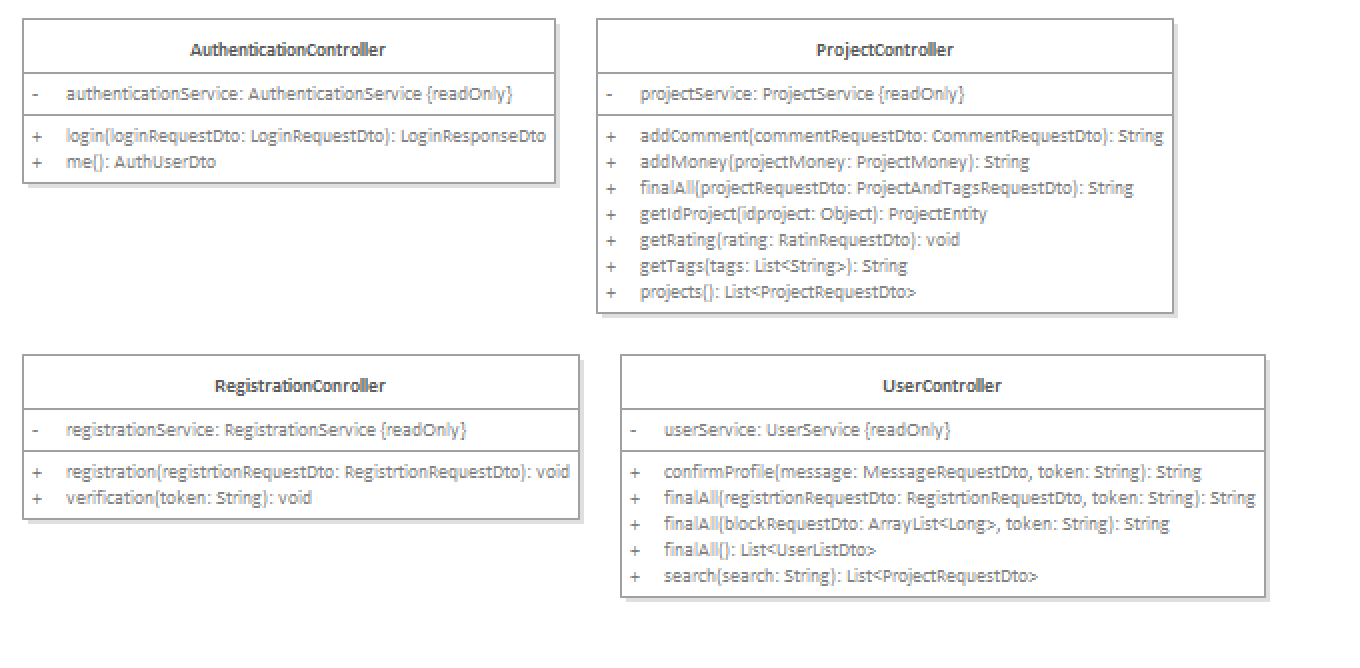 AuthenticationController
- authenticationService: AuthenticationService {readOnly}
+ login(loginRequestDto: LoginRequestDto): LoginResponseDto
+ me(): AuthUserDto
ProjectController
- projectService: ProjectService {readOnly}
+ addComment(commentRequestDto: CommentRequestDto): String
+ addMoney(projectMoney: ProjectMoney): String
+ finalAll(projectRequestDto: ProjectAndTagsRequestDto): String
+ getIdProject(idproject: Object): ProjectEntity
+ getRating(rating: RatinRequestDto): void
+ getTags(tags: List<String>): String
+ projects(): List<ProjectRequestDto>
RegistrationConroller
- registrationService: RegistrationService {readOnly}
+ registration(registrtionRequestDto: RegistrtionRequestDto): void
+ verification(token: String): void
UserController
- userService: UserService {readOnly}
+ confirmProfile(message: MessageRequestDto, token: String): String
+ finalAll(registrtionRequestDto: RegistrtionRequestDto, token: String): String
+ finalAll(blockRequestDto: ArrayList<Long>, token: String): String
+ finalAll(): List<UserListDto>
+ search(search: String): List<ProjectRequestDto>